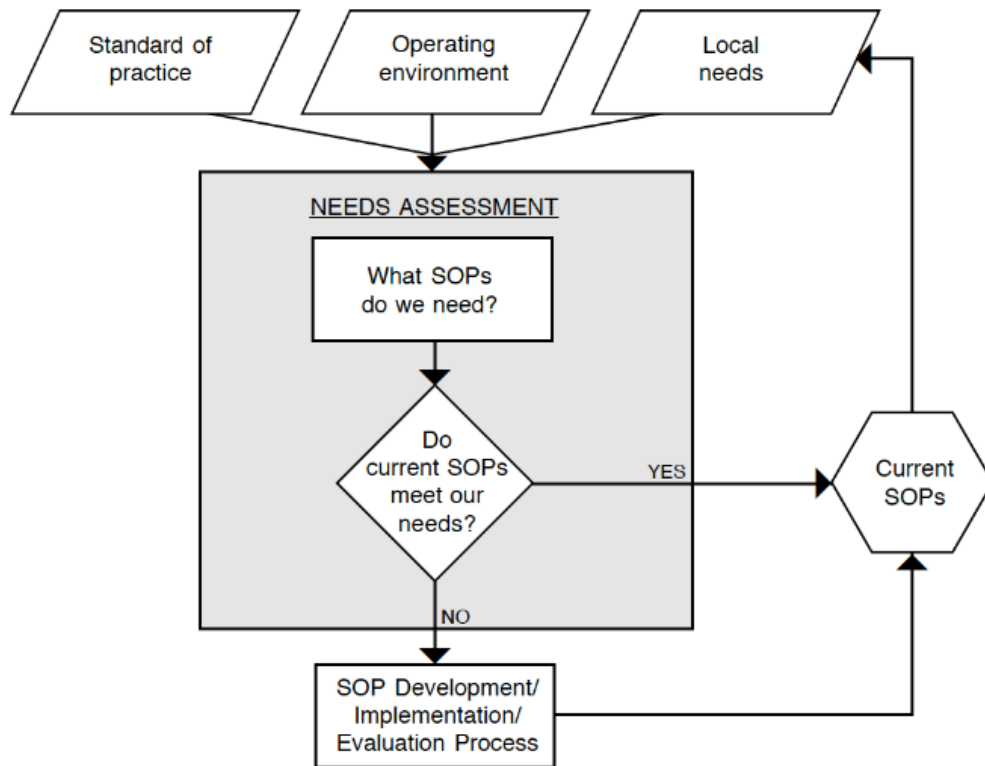 Standard of
practice
Operating
environment
Local
needs
NEEDS ASSESSMENT
What SOPs
do we need?
Do
current SOPs
meet our
needs?
YES
Current
SOPs
NO
SOP Development/
Implementation/
Evaluation Process